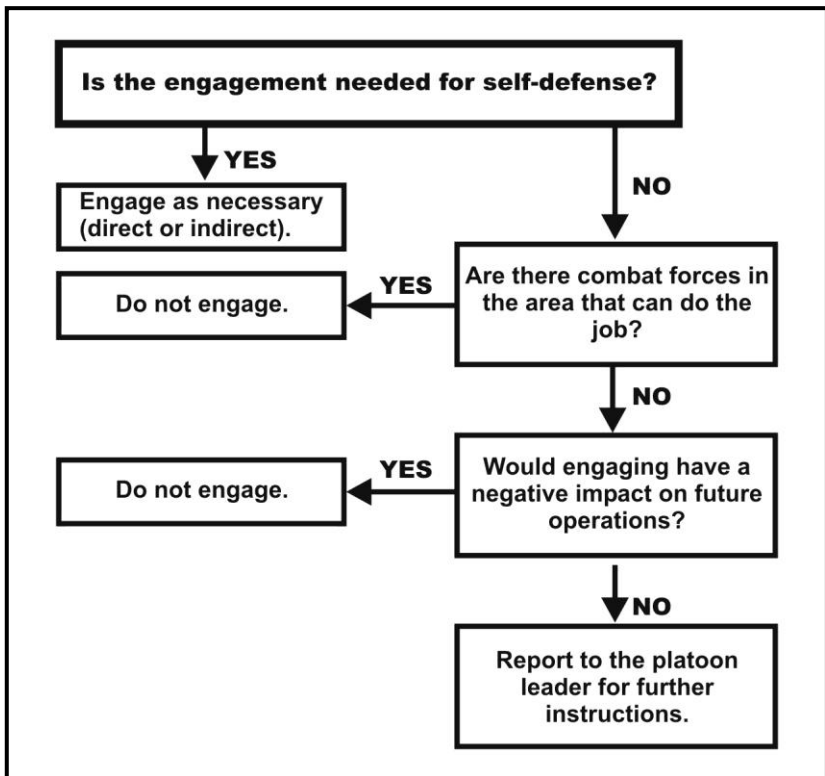 Is the engagement needed for self-defense?
YES
NO
Engage as necessary
(direct or indirect).
Are there combat forces in
the area that can do the
job?
YES
Do not engage.
NO
Would engaging have a
negative impact on future
operations?
YES
Do not engage.
NO
Report to the platoon
leader for further
instructions.